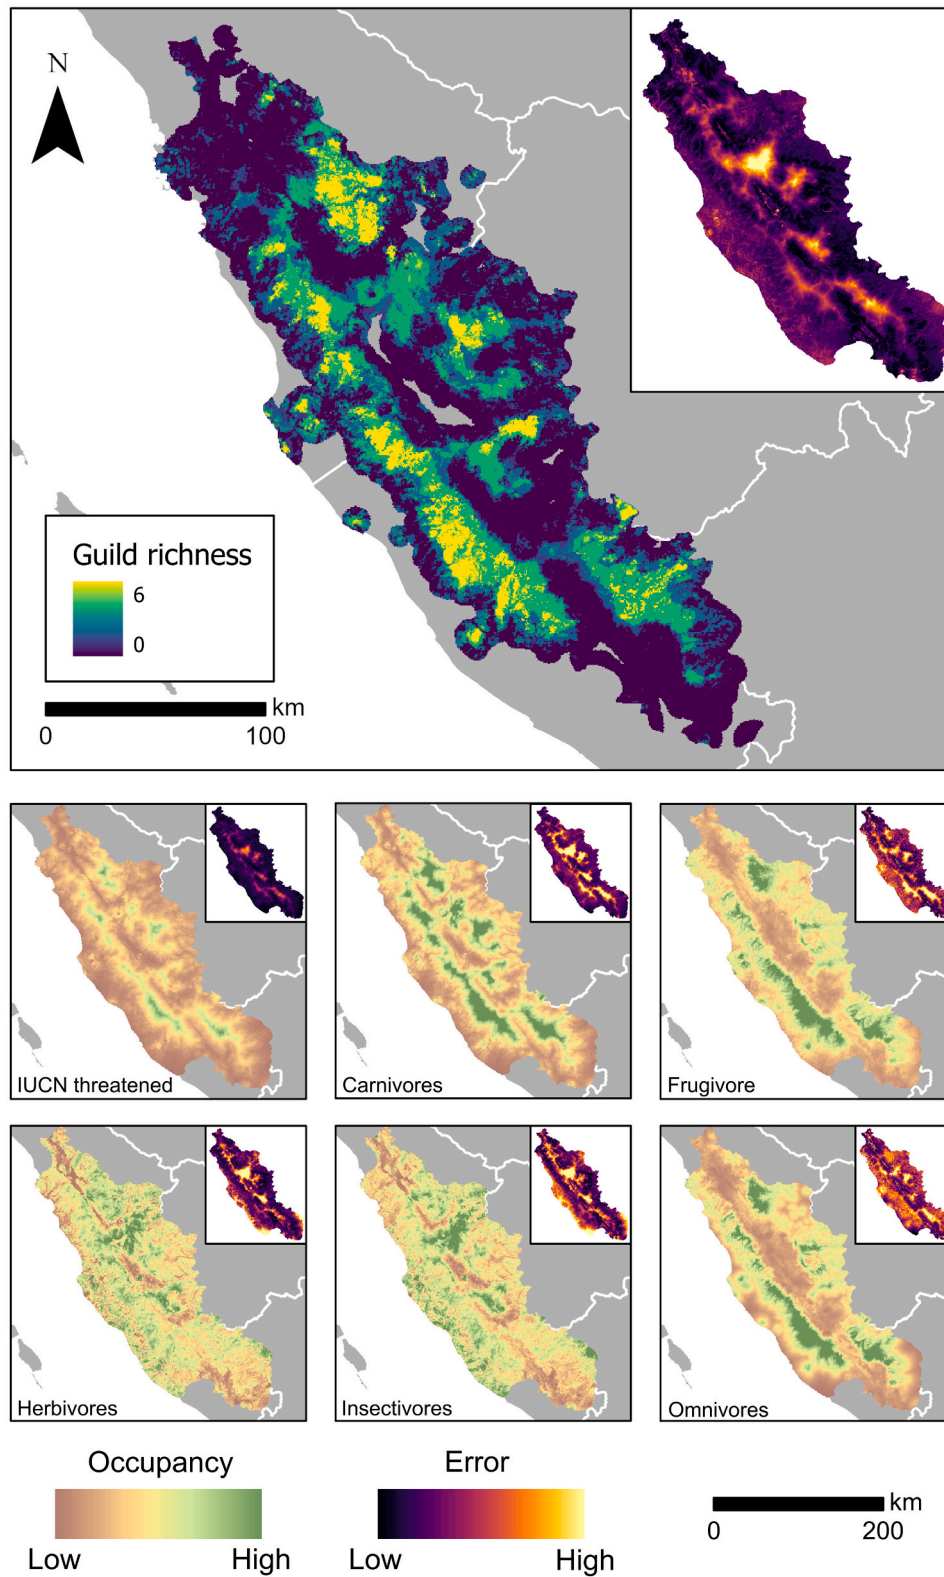 N
Guild richness
6
0
km
0 100
IUCN threatened
Carnivores
Frugivore
Herbivores
Insectivores
Omnivores
Occupancy
Low High
Error
Low High
km
0 200